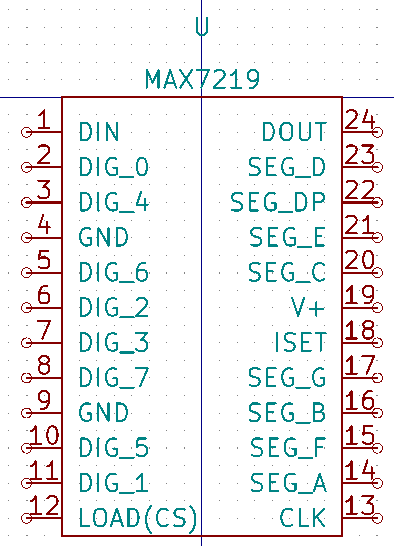 U
MAX7219
1 DIN DOUT 24
2 DIG_0 SEG_D 23
3 DIG_4 SEG_DP 22
4 GND SEG_E 21
5 DIG_6 SEG_C 20
6 DIG_2 V+ 19
7 DIG_3 ISET 18
8 DIG_7 SEG_G 17
9 GND SEG_B 16
10 DIG_5 SEG_F 15
11 DIG_1 SEG_A 14
12 LOAD(CS) CLK 13